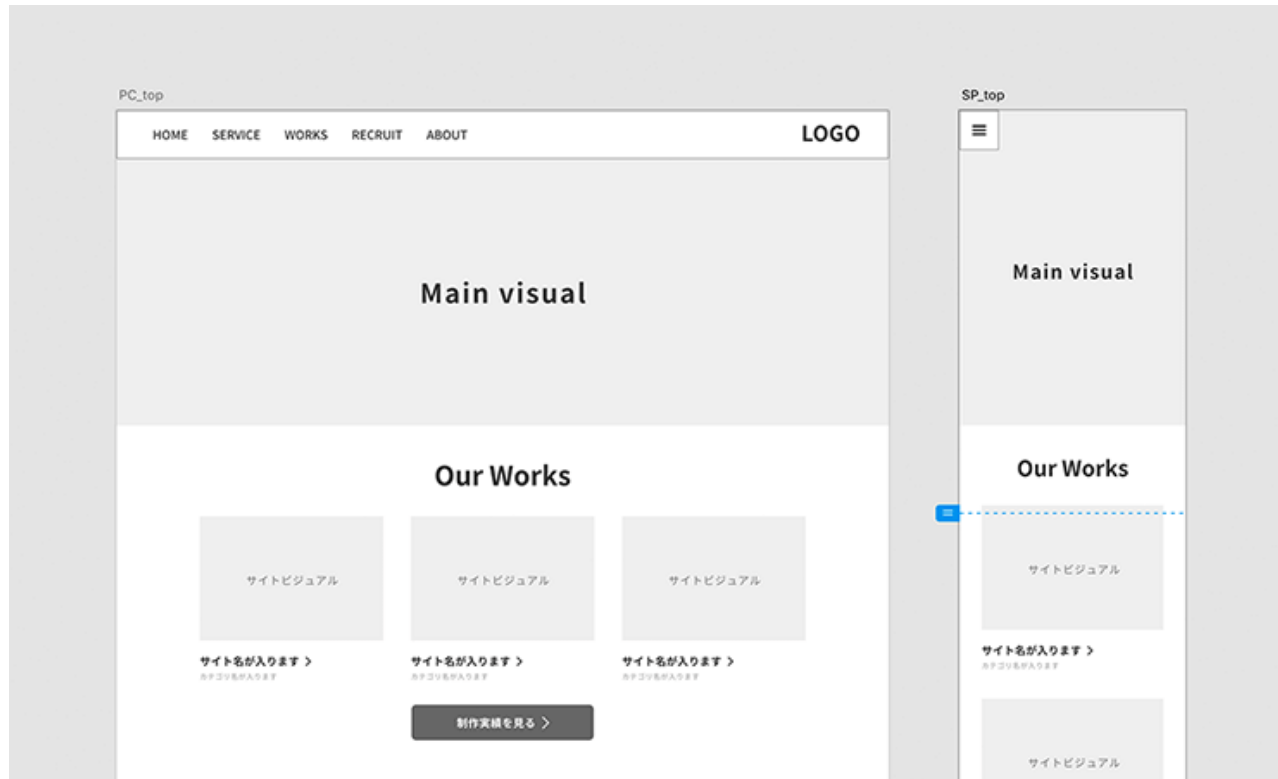 PC_top
HOME SERVICE WORKS RECRUIT ABOUT LOGO
Main visual
Our Works
サイトビジュアル サイトビジュアル サイトビジュアル
サイト名が入ります サイト名が入ります サイト名が入ります
カテゴリ名が入ります カテゴリ名が入ります カテゴリ名が入ります
制作実績を見る
SP_top
Main visual
Our Works
サイトビジュアル
サイト名が入ります
カテゴリ名が入ります
サイトビジュアル